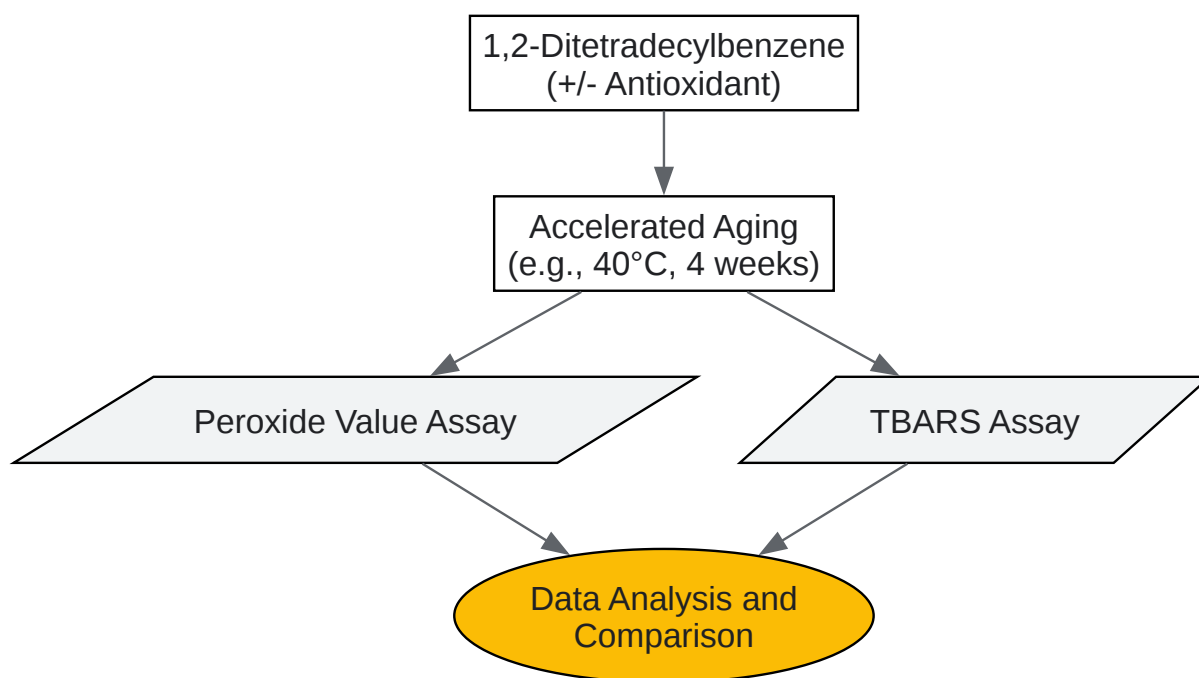 1,2-Ditetradecylbenzene
(+/- Antioxidant)
Accelerated Aging
(e.g., 40°C, 4 weeks)
Peroxide Value Assay
TBARS Assay
Data Analysis and
Comparison